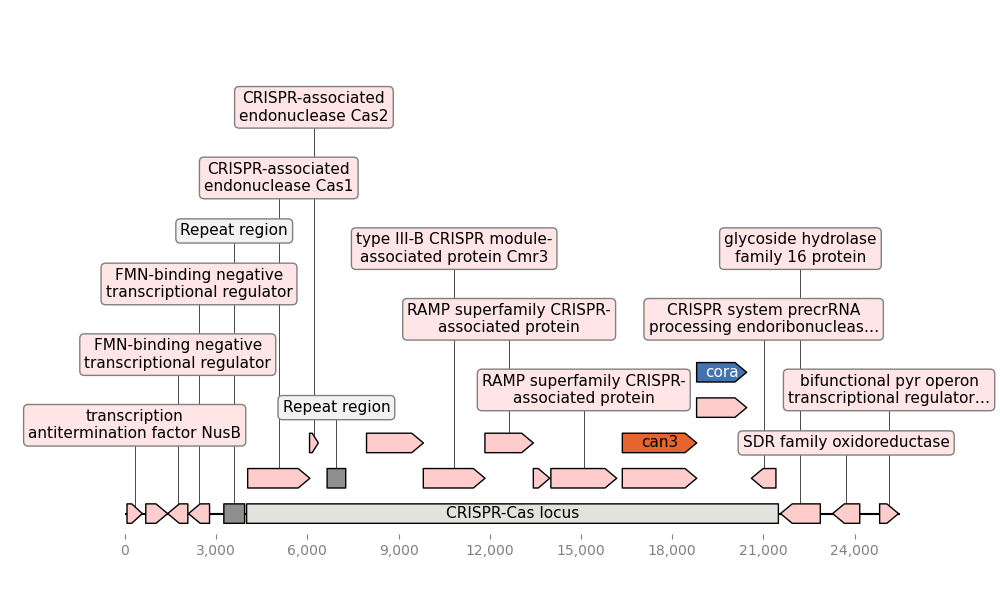 CRISPR-associated
endonuclease Cas2
CRISPR-associated
endonuclease Cas1
Repeat region
type III-B CRISPR module-
associated protein Cmr3
glycoside hydrolase
family 16 protein
FMN-binding negative
transcriptional regulator
RAMP superfamily CRISPR-
associated protein
CRISPR system precrRNA
processing endoribonucleas…
FMN-binding negative
transcriptional regulator
cora
RAMP superfamily CRISPR-
associated protein
bifunctional pyr operon
transcriptional regulator…
Repeat region
transcription
antitermination factor NusB
can3
SDR family oxidoreductase
CRISPR-Cas locus
0 3,000 6,000 9,000 12,000 15,000 18,000 21,000 24,000